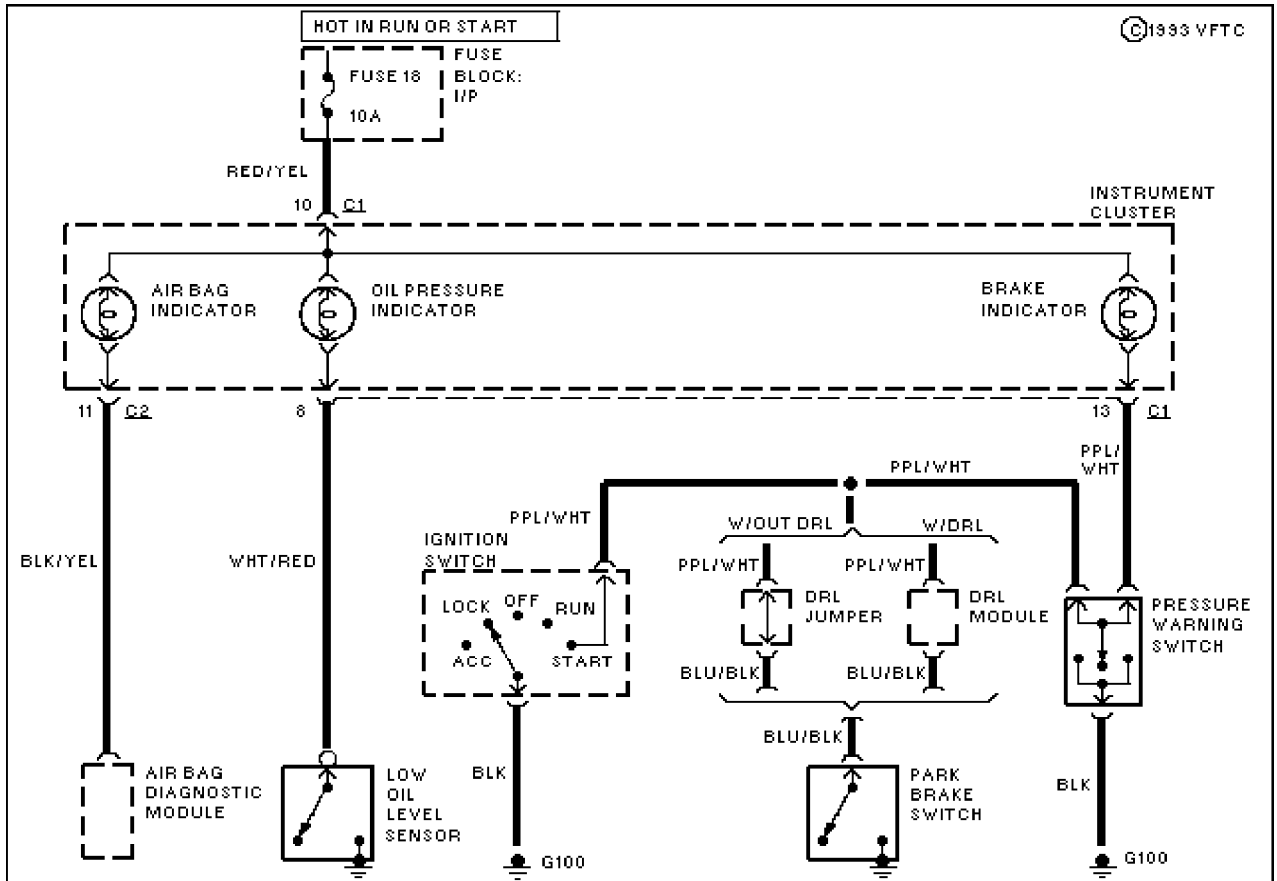 HOT IN RUN OR START
©1993 VFTC
FUSE 18
10A
FUSE
BLOCK:
I/P
RED/YEL
10 C1
INSTRUMENT
CLUSTER
AIR BAG
INDICATOR
OIL PRESSURE
INDICATOR
BRAKE
INDICATOR
11 C2
8
13 C1
PPL/
WHT
PPL/WHT
PPL/WHT
W/OUT DRL
W/DRL
IGNITION
SWITCH
BLK/YEL
WHT/RED
PPL/WHT
PPL/WHT
LOCK
OFF
RUN
ACC
START
DRL
JUMPER
DRL
MODULE
PRESSURE
WARNING
SWITCH
BLU/BLK
BLU/BLK
BLU/BLK
BLK
BLK
AIR BAG
DIAGNOSTIC
MODULE
LOW
OIL
LEVEL
SENSOR
PARK
BRAKE
SWITCH
G100
G100